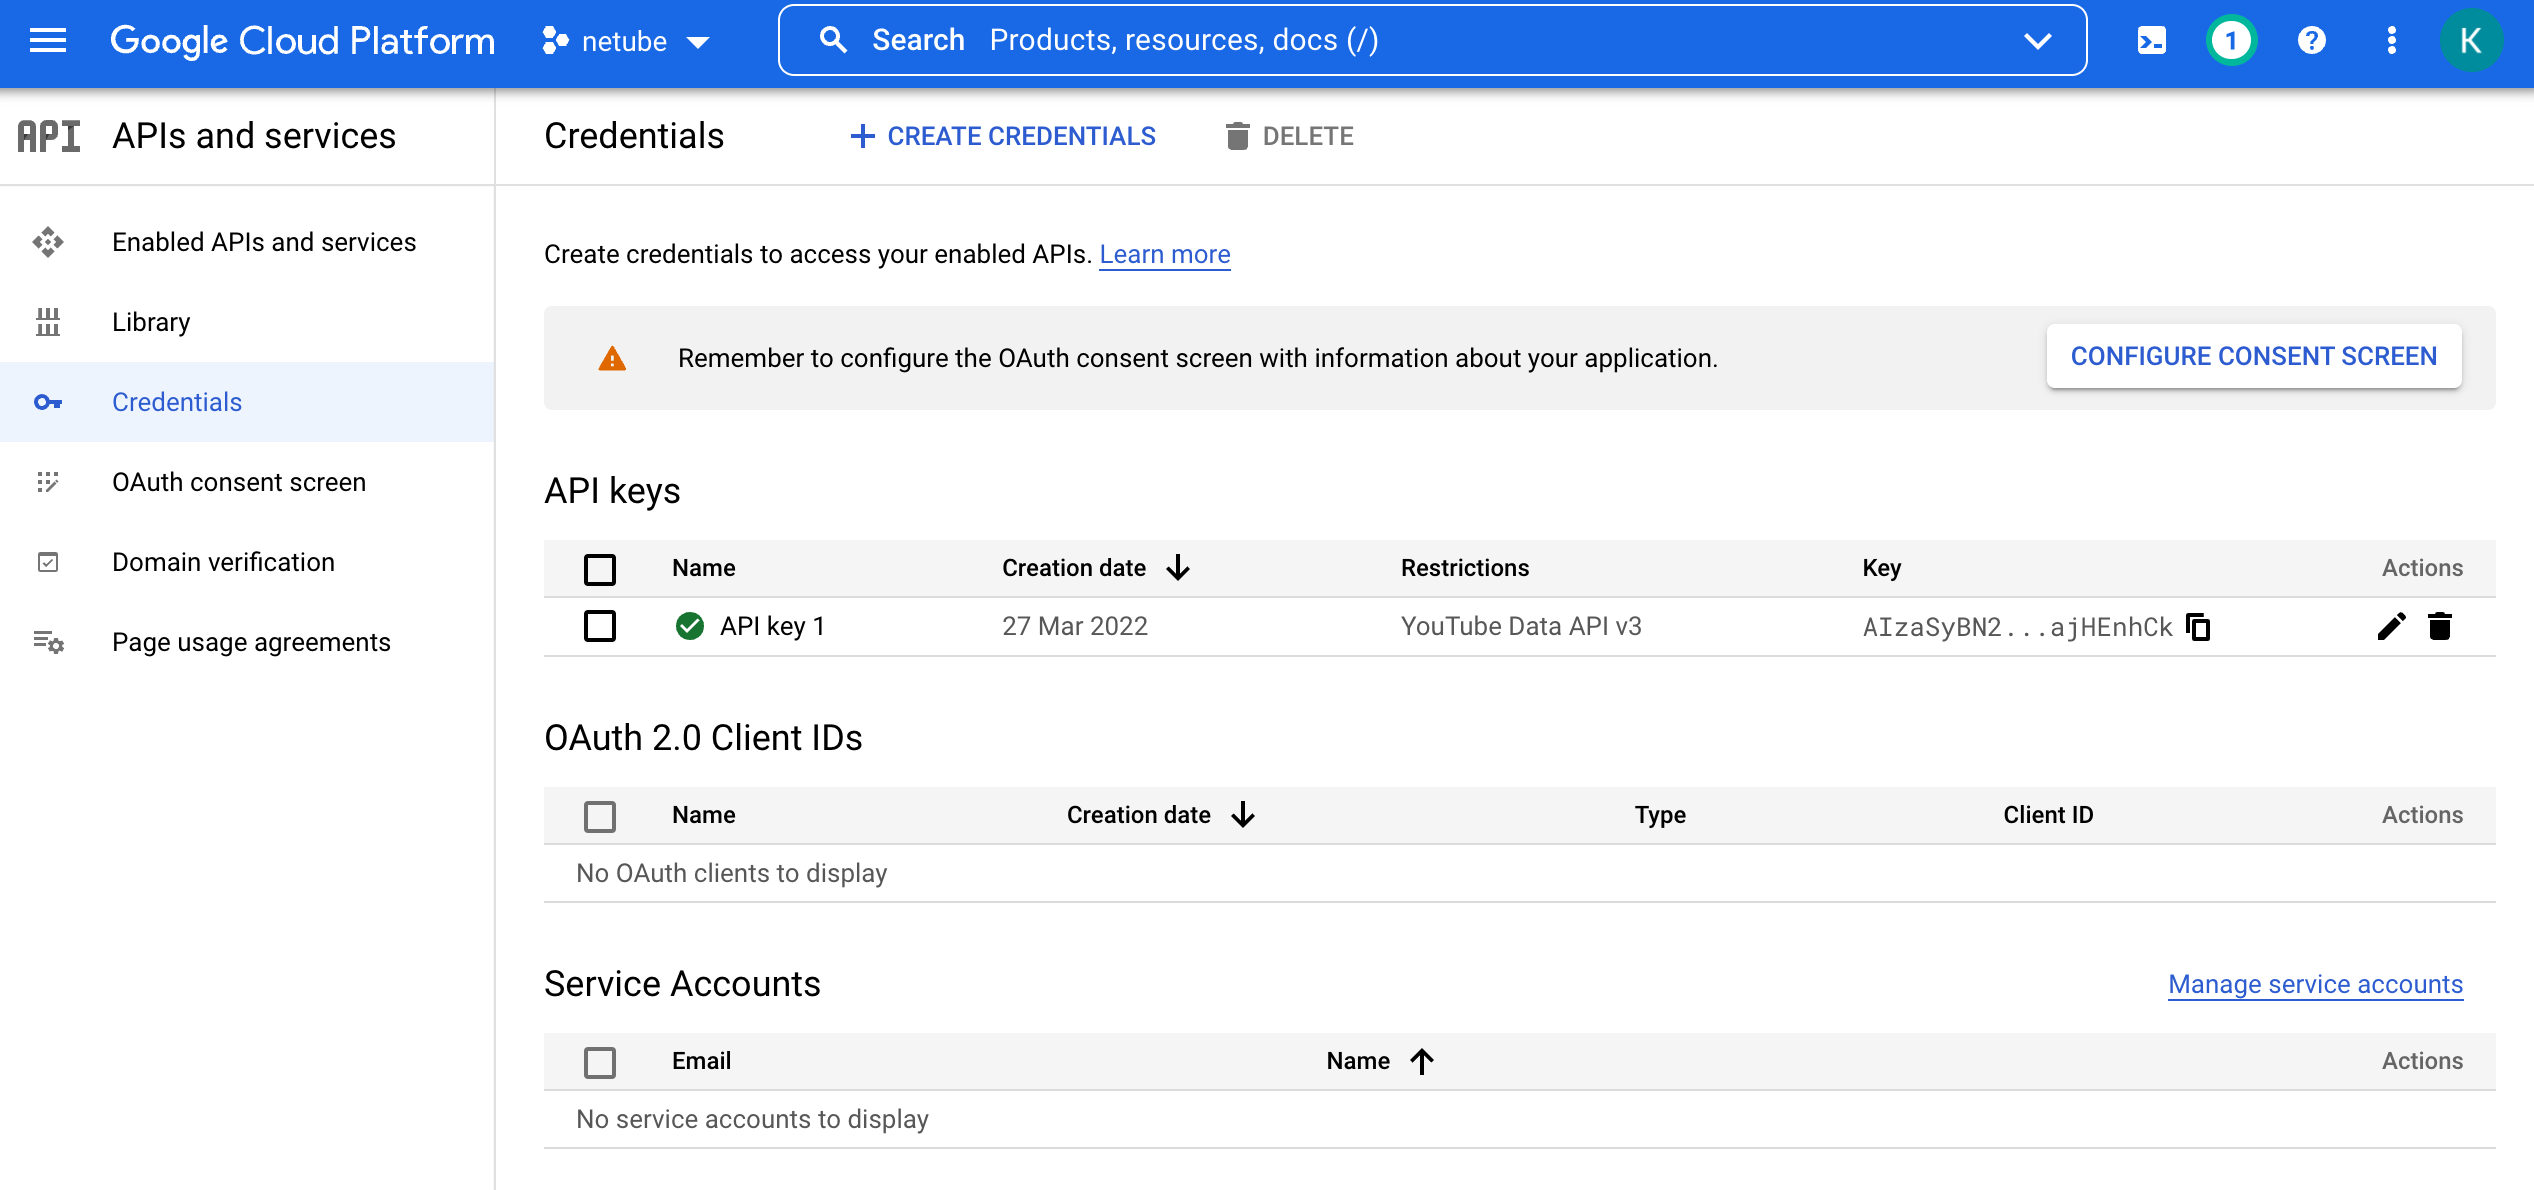 Google Cloud Platform netube Search Products, resources, docs (/) 1 ? K
API APIs and services
Credentials + CREATE CREDENTIALS DELETE
Enabled APIs and services
Library
Credentials
OAuth consent screen
Domain verification
Page usage agreements
Create credentials to access your enabled APIs. Learn more
Remember to configure the OAuth consent screen with information about your application. CONFIGURE CONSENT SCREEN
API keys
Name Creation date Restrictions Key Actions
API key 1 27 Mar 2022 YouTube Data API v3 AIzaSyBN2...ajHEnhCk
OAuth 2.0 Client IDs
Name Creation date Type Client ID Actions
No OAuth clients to display
Service Accounts Manage service accounts
Email Name Actions
No service accounts to display